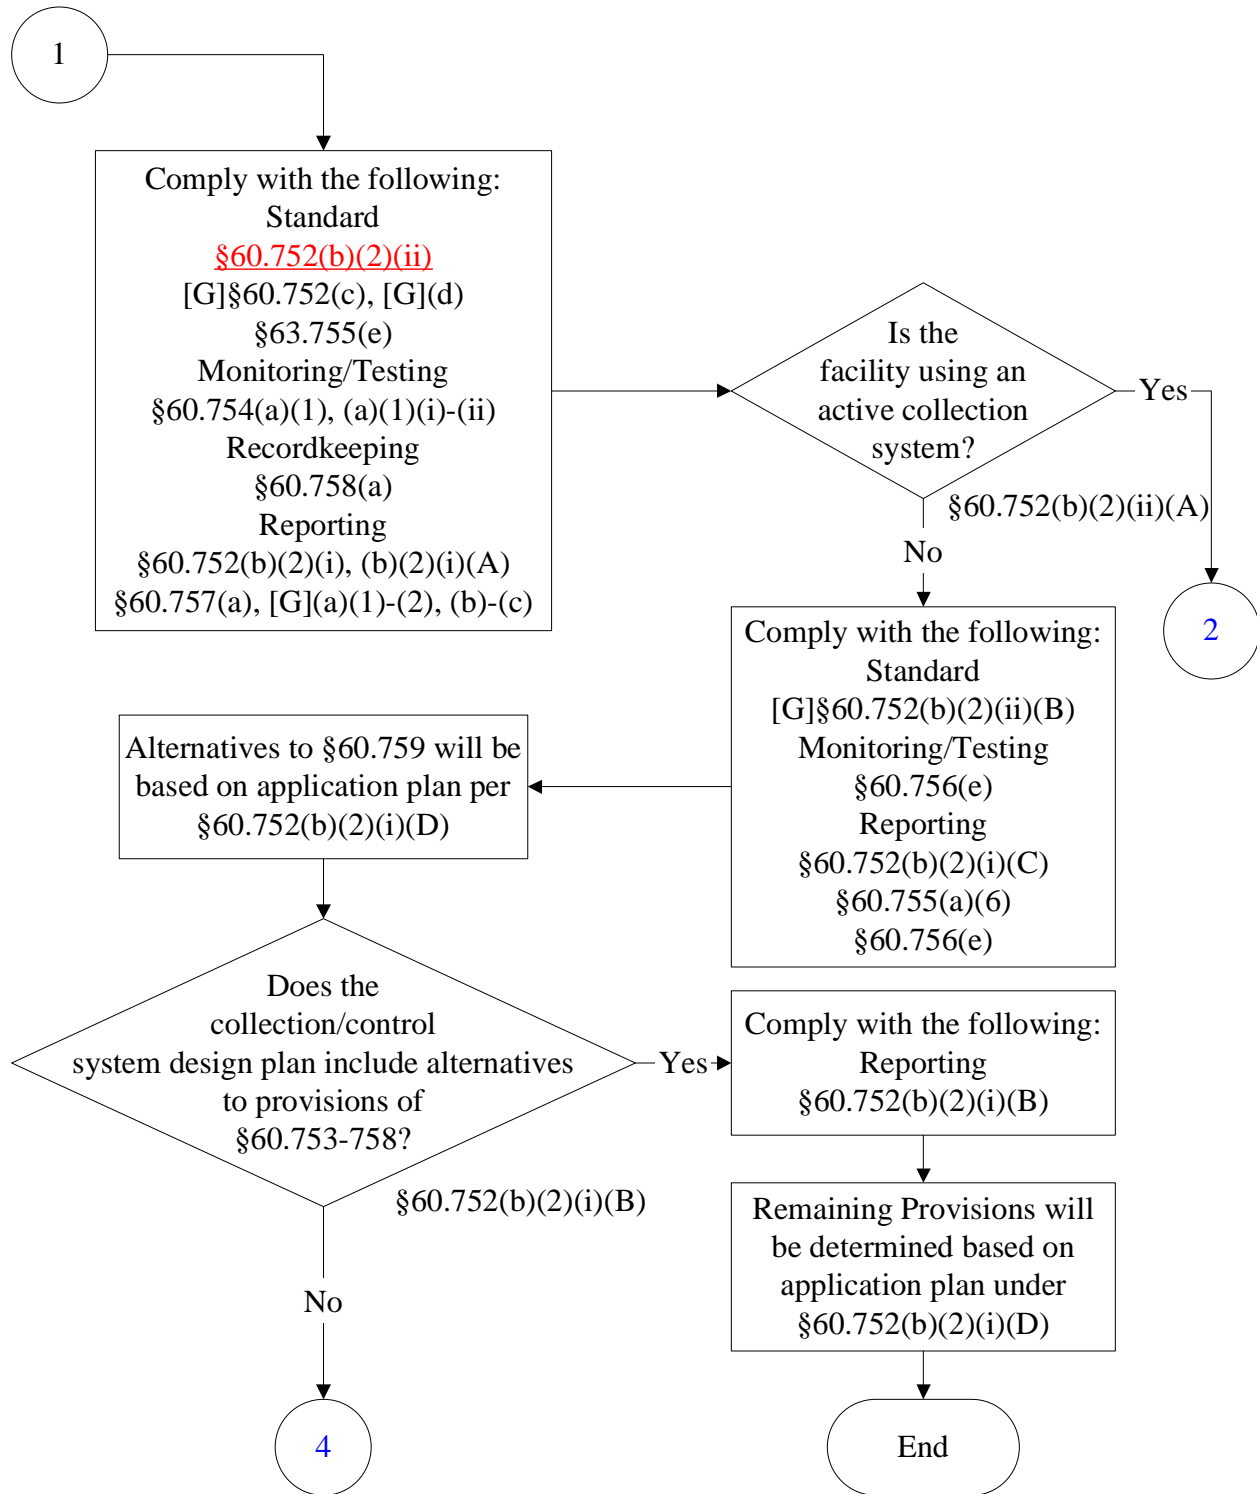 1
Comply with the following:
Standard
§60.752(b)(2)(ii)
[G]§60.752(c), [G](d)
§63.755(e)
Monitoring/Testing
§60.754(a)(1), (a)(1)(i)-(ii)
Recordkeeping
§60.758(a)
Reporting
§60.752(b)(2)(i), (b)(2)(i)(A)
§60.757(a), [G](a)(1)-(2), (b)-(c)
Is the
facility using an
active collection
system?
Yes
§60.752(b)(2)(ii)(A)
No
2
Comply with the following:
Standard
[G]§60.752(b)(2)(ii)(B)
Monitoring/Testing
§60.756(e)
Reporting
§60.752(b)(2)(i)(C)
§60.755(a)(6)
§60.756(e)
Alternatives to §60.759 will be
based on application plan per
§60.752(b)(2)(i)(D)
Does the
collection/control
system design plan include alternatives
to provisions of
§60.753-758?
Yes
§60.752(b)(2)(i)(B)
No
Comply with the following:
Reporting
§60.752(b)(2)(i)(B)
Remaining Provisions will
be determined based on
application plan under
§60.752(b)(2)(i)(D)
4
End